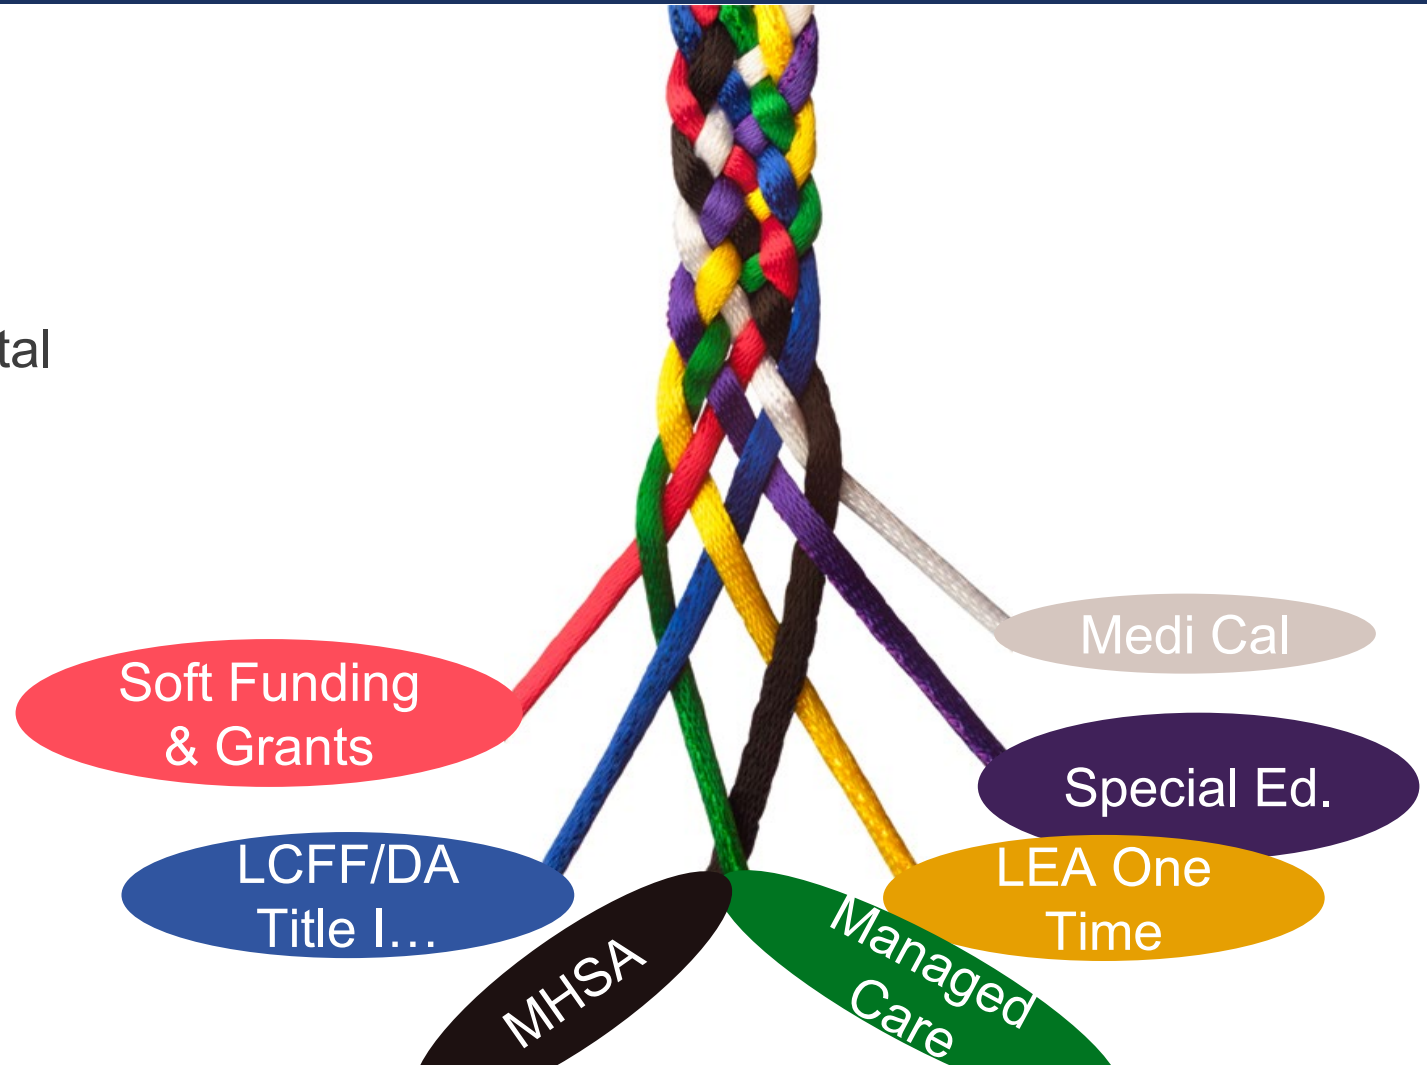 tal
Medi Cal
Soft Funding
& Grants
Special Ed.
LCFF/DA
Title I…
LEA One
Time
MHSA
Managed
Care